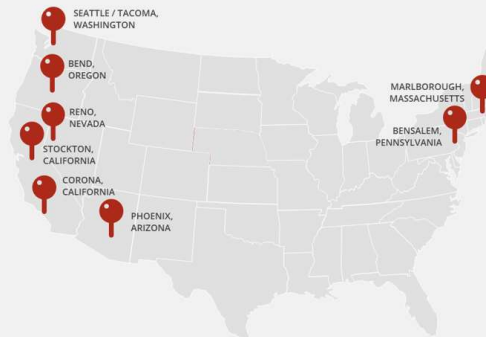 SEATTLE / TACOMA,
WASHINGTON
BEND,
OREGON
RENO,
NEVADA
STOCKTON,
CALIFORNIA
CORONA,
CALIFORNIA
PHOENIX,
ARIZONA
MARLBOROUGH,
MASSACHUSETTS
BENSALEM,
PENNSYLVANIA